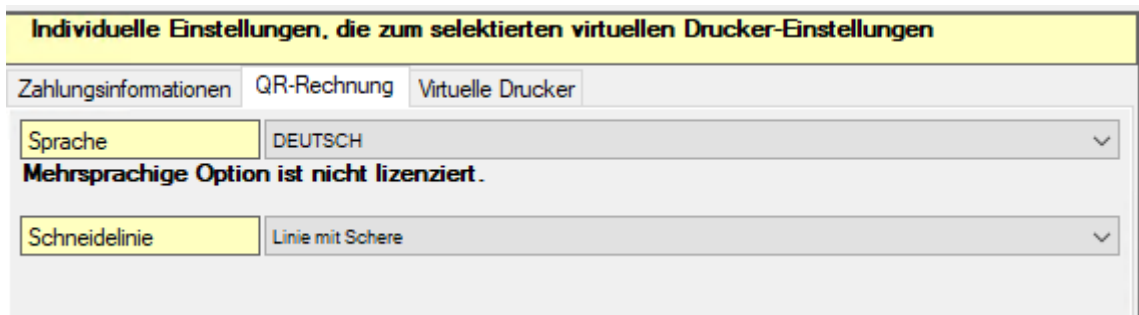 Individuelle Einstellungen, die zum selektierten virtuellen Drucker-Einstellungen
Zahlungsinformationen QR-Rechnung Virtuelle Drucker
Sprache DEUTSCH
Mehrsprachige Option ist nicht lizenziert.
Schneidelinie Linie mit Schere